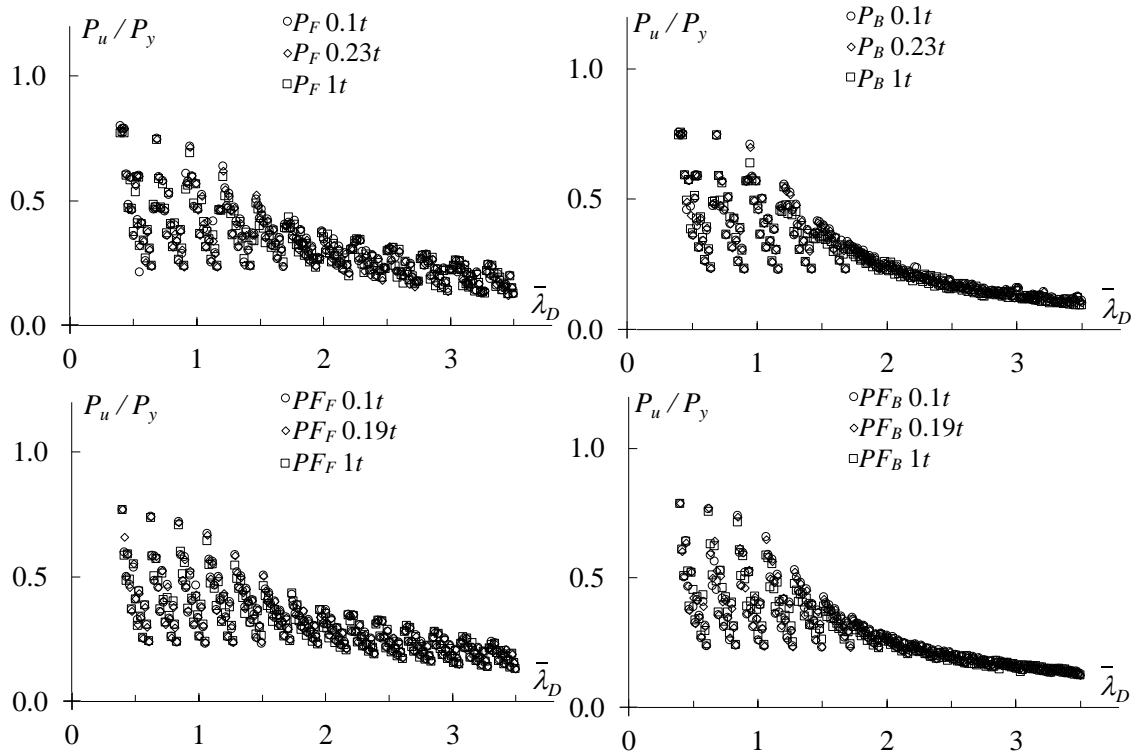 P_u / P_y
P_F 0.1t
P_F 0.23t
P_F 1t
1.0
0.5
0.0
0
1
2
3
λ̄_D
P_u / P_y
P_B 0.1t
P_B 0.23t
P_B 1t
1.0
0.5
0.0
0
1
2
3
λ̄_D
P_u / P_y
PF_F 0.1t
PF_F 0.19t
PF_F 1t
1.0
0.5
0.0
0
1
2
3
λ̄_D
P_u / P_y
PF_B 0.1t
PF_B 0.19t
PF_B 1t
1.0
0.5
0.0
0
1
2
3
λ̄_D